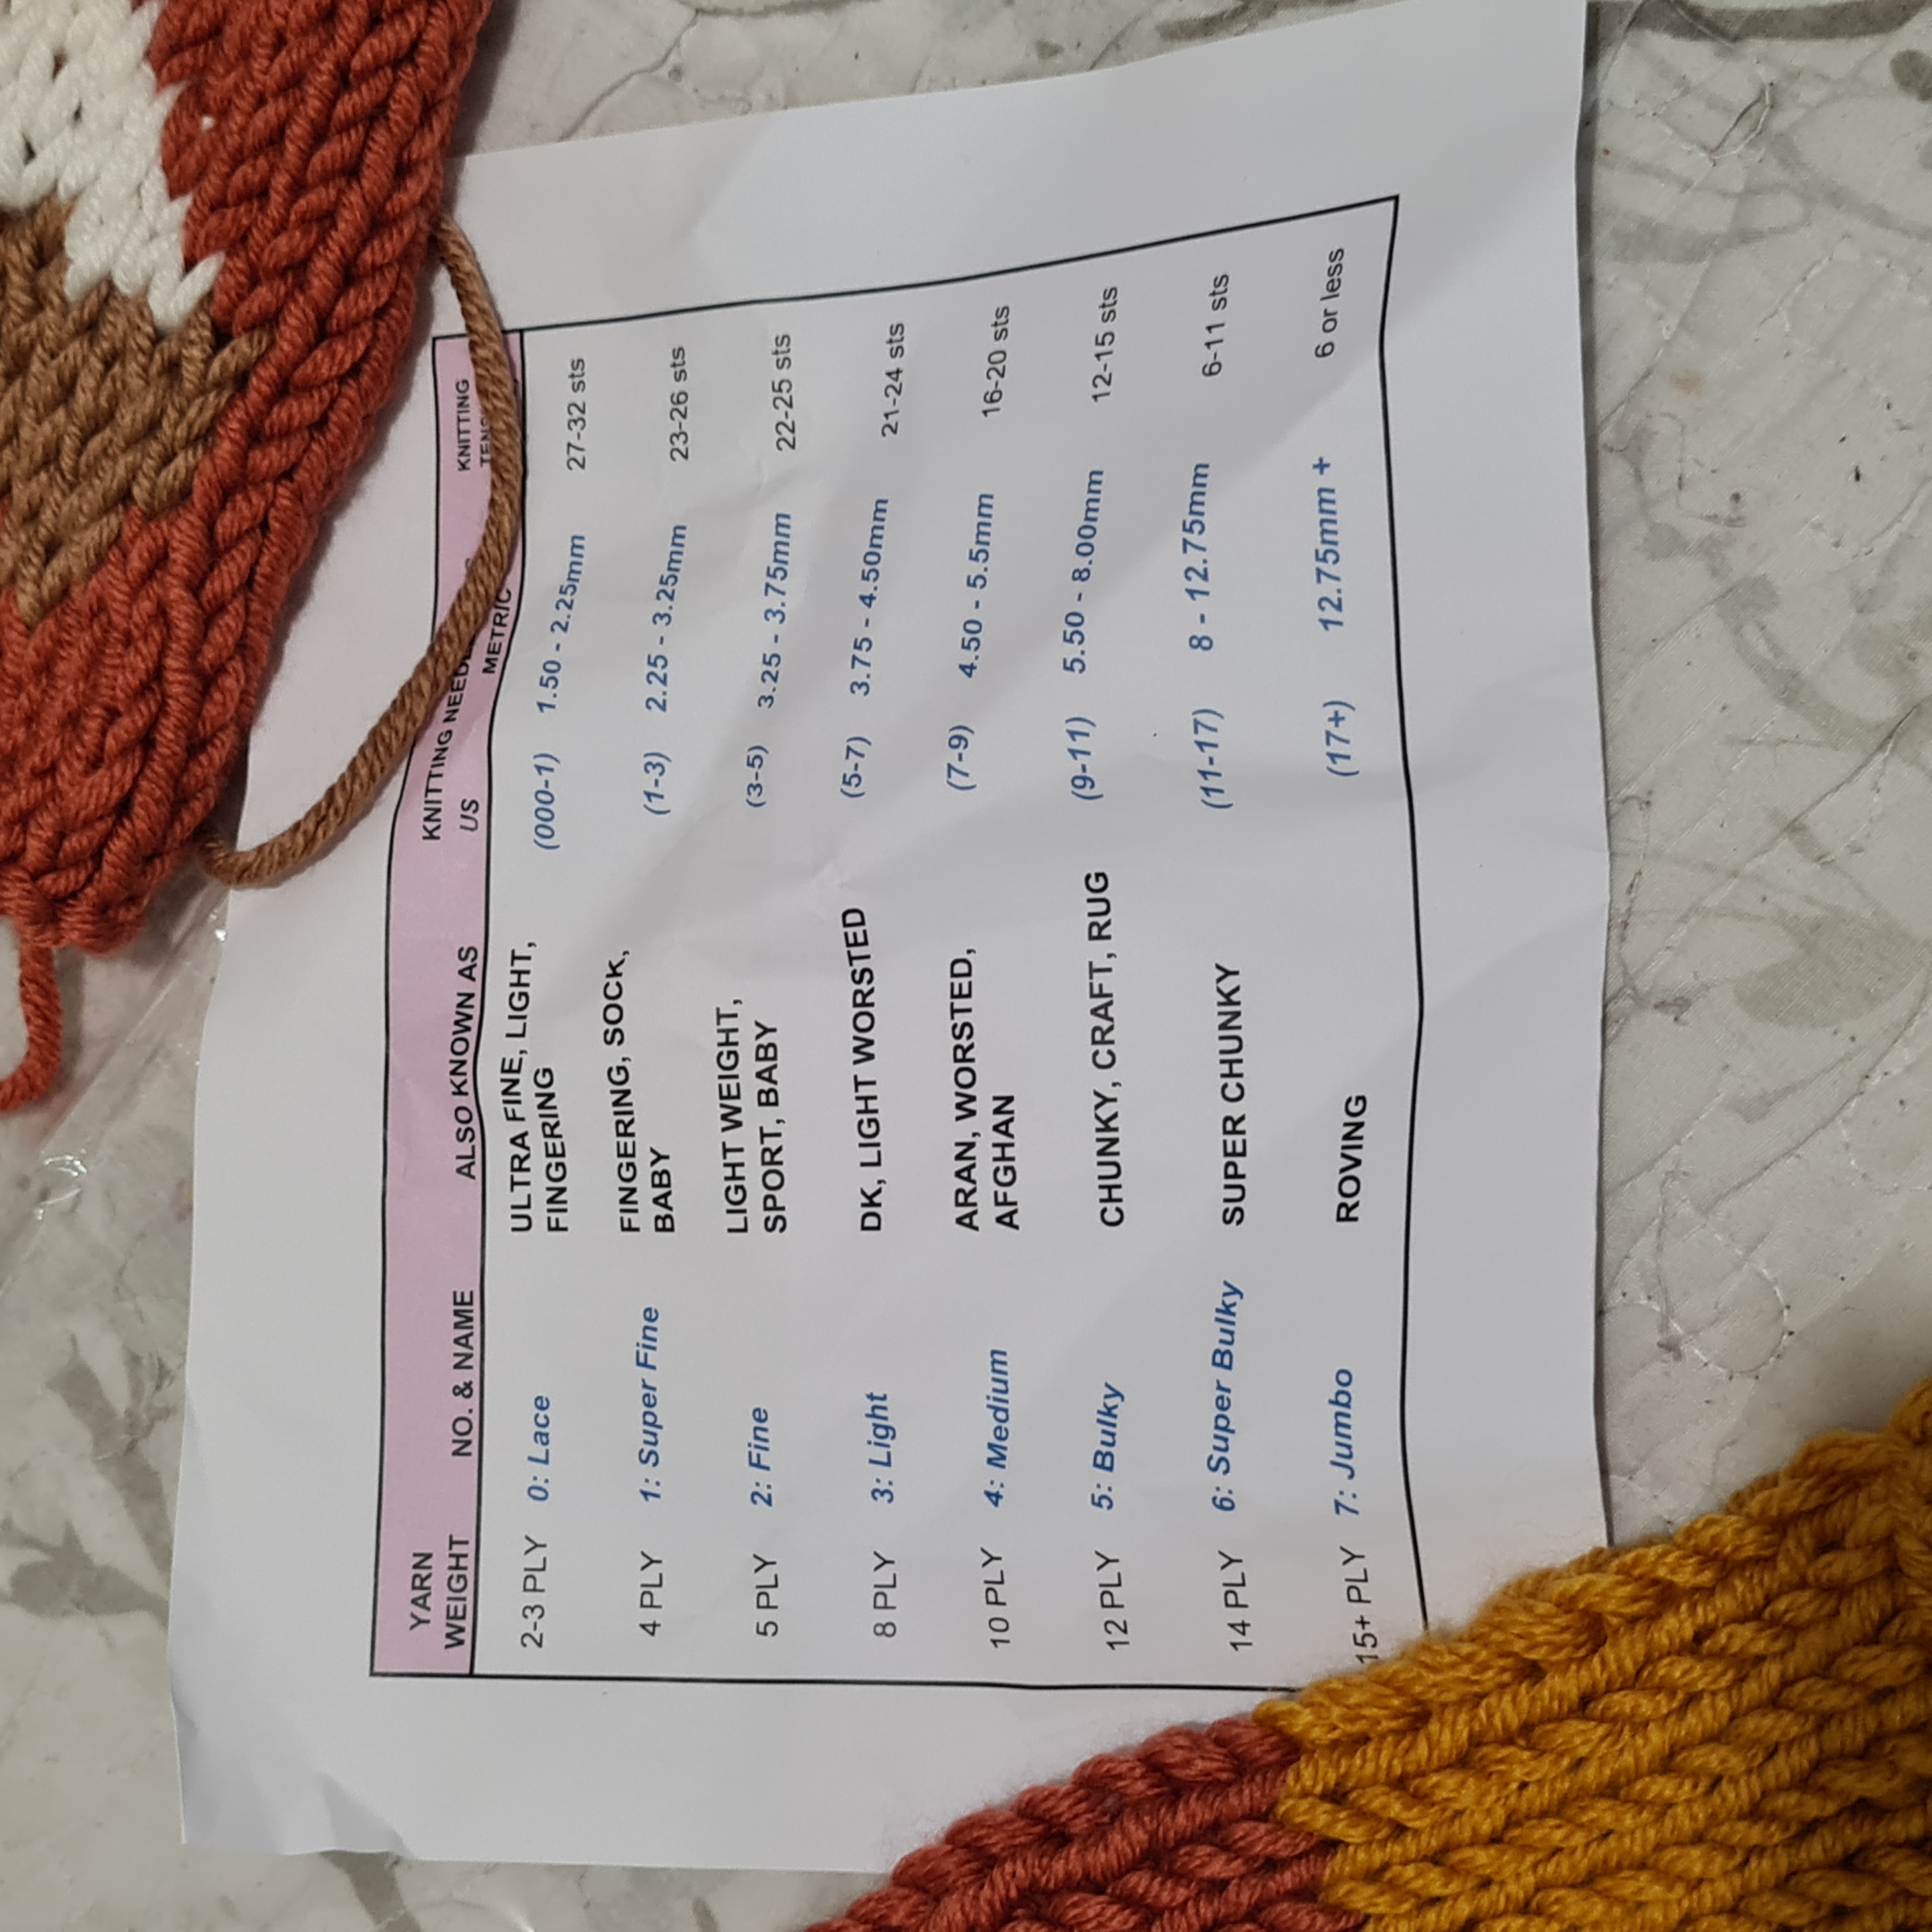 YARN WEIGHT NO. & NAME ALSO KNOWN AS KNITTING US METRIC KNITTING
2-3 PLY 0: Lace ULTRA FINE, LIGHT, FINGERING (000-1) 1.50 - 2.25mm 27-32 sts
4 PLY 1: Super Fine FINGERING, SOCK, BABY (1-3) 2.25 - 3.25mm 23-26 sts
5 PLY 2: Fine LIGHT WEIGHT, SPORT, BABY (3-5) 3.25 - 3.75mm 22-25 sts
8 PLY 3: Light DK, LIGHT WORSTED (5-7) 3.75 - 4.50mm 21-24 sts
10 PLY 4: Medium ARAN, WORSTED, AFGHAN (7-9) 4.50 - 5.5mm 16-20 sts
12 PLY 5: Bulky CHUNKY, CRAFT, RUG (9-11) 5.50 - 8.00mm 12-15 sts
14 PLY 6: Super Bulky SUPER CHUNKY (11-17) 8 - 12.75mm 6-11 sts
15+ PLY 7: Jumbo ROVING (17+) 12.75mm + 6 or less